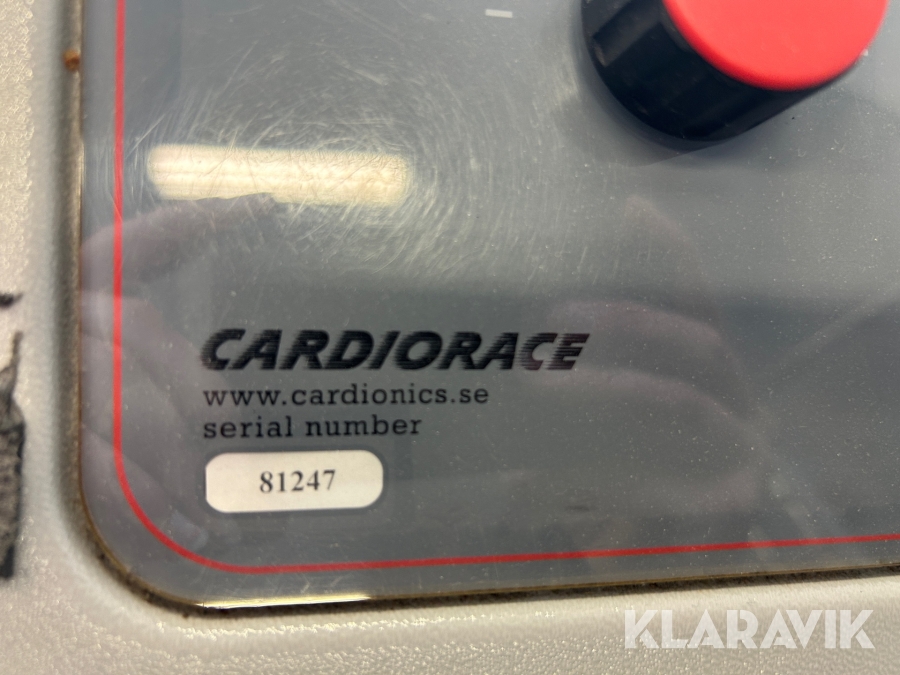 CARDIORACE
www.cardionics.se
serial number
81247
KLARAVIK